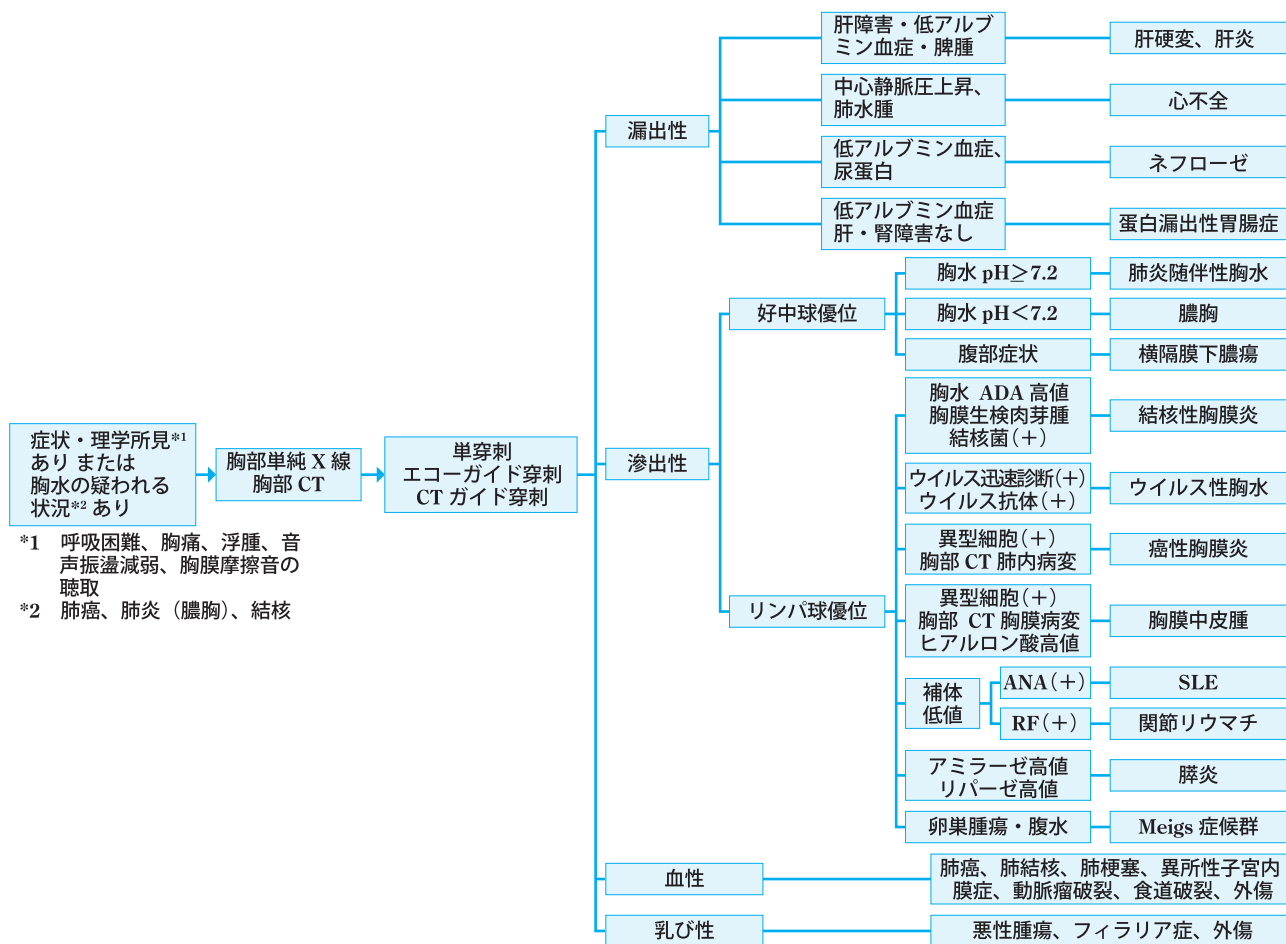 症状・理学所見*1
あり または
胸水の疑われる
状況*2 あり
*1 呼吸困難、胸痛、浮腫、音
声振盪減弱、胸膜摩擦音の
聴取
*2 肺癌、肺炎（膿胸）、結核
胸部単純 X 線
胸部 CT
単穿刺
エコーガイド穿刺
CT ガイド穿刺
漏出性
肝障害・低アルブ
ミン血症・脾腫
肝硬変、肝炎
中心静脈圧上昇、
肺水腫
心不全
低アルブミン血症、
尿蛋白
ネフローゼ
低アルブミン血症
肝・腎障害なし
蛋白漏出性胃腸症
滲出性
好中球優位
胸水 pH≧7.2
肺炎随伴性胸水
胸水 pH＜7.2
膿胸
腹部症状
横隔膜下膿瘍
リンパ球優位
胸水 ADA 高値
胸膜生検肉芽腫
結核菌(＋)
結核性胸膜炎
ウイルス迅速診断(＋)
ウイルス抗体(＋)
ウイルス性胸水
異型細胞(＋)
胸部 CT 肺内病変
癌性胸膜炎
異型細胞(＋)
胸部 CT 胸膜病変
ヒアルロン酸高値
胸膜中皮腫
補体
低値
ANA(＋)
SLE
RF(＋)
関節リウマチ
アミラーゼ高値
リパーゼ高値
膵炎
卵巣腫瘍・腹水
Meigs 症候群
血性
肺癌、肺結核、肺梗塞、異所性子宮内
膜症、動脈瘤破裂、食道破裂、外傷
乳び性
悪性腫瘍、フィラリア症、外傷